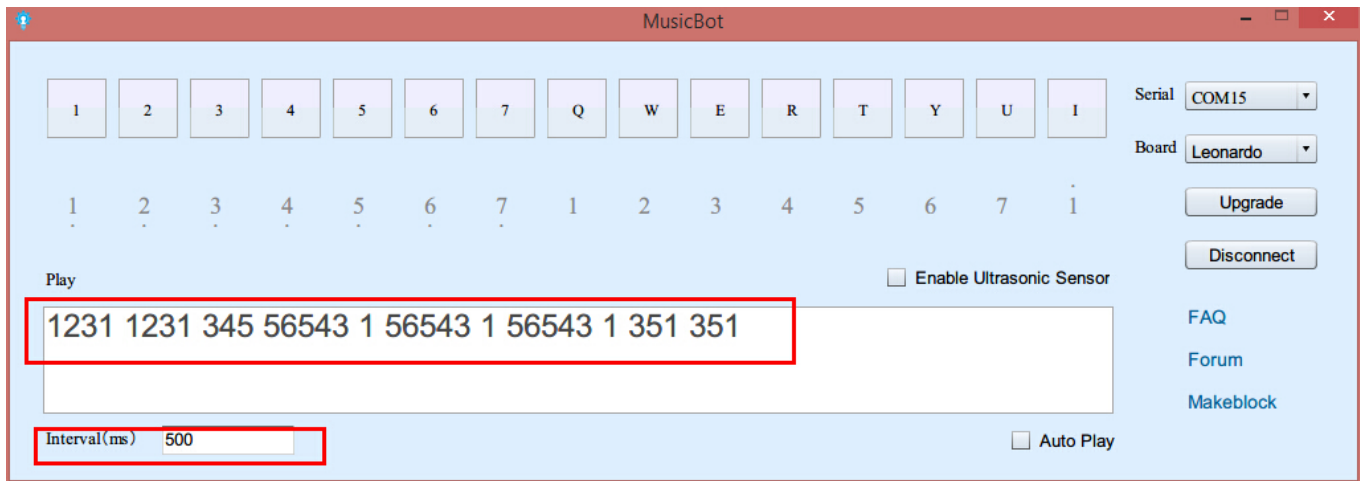 MusicBot
1 2 3 4 5 6 7 Q W E R T Y U I
Serial COM15
Board Leonardo
1 2 3 4 5 6 7 1 2 3 4 5 6 7 1
Upgrade
Disconnect
Play
Enable Ultrasonic Sensor
1231 1231 345 56543 1 56543 1 56543 1 351 351
FAQ
Forum
Makeblock
Interval(ms) 500
Auto Play